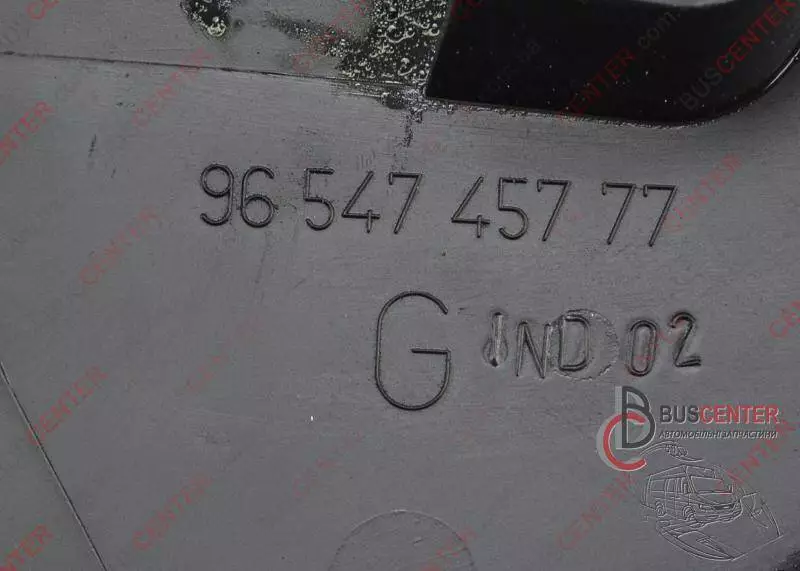 96 547 457 77
G IND 02
BUSCENTER
АВТОМОБІЛЬНІ ЗАПЧАСТИНИ